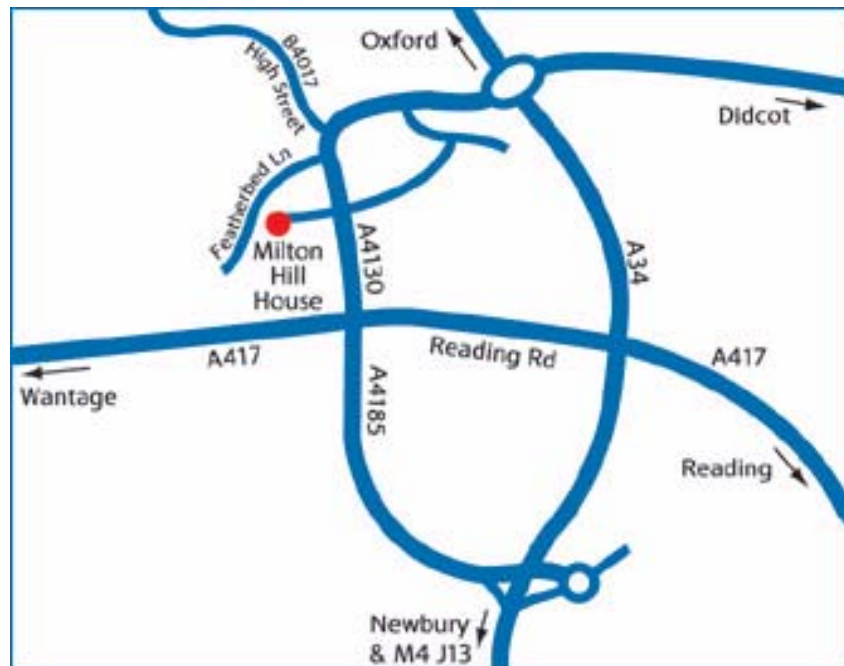 Oxford
B4017
High Street
Didcot
Featherbed Ln
Milton
Hill
House
A4130
A34
A417
Reading Rd
A417
Wantage
A4185
Reading
Newbury
& M4 J13